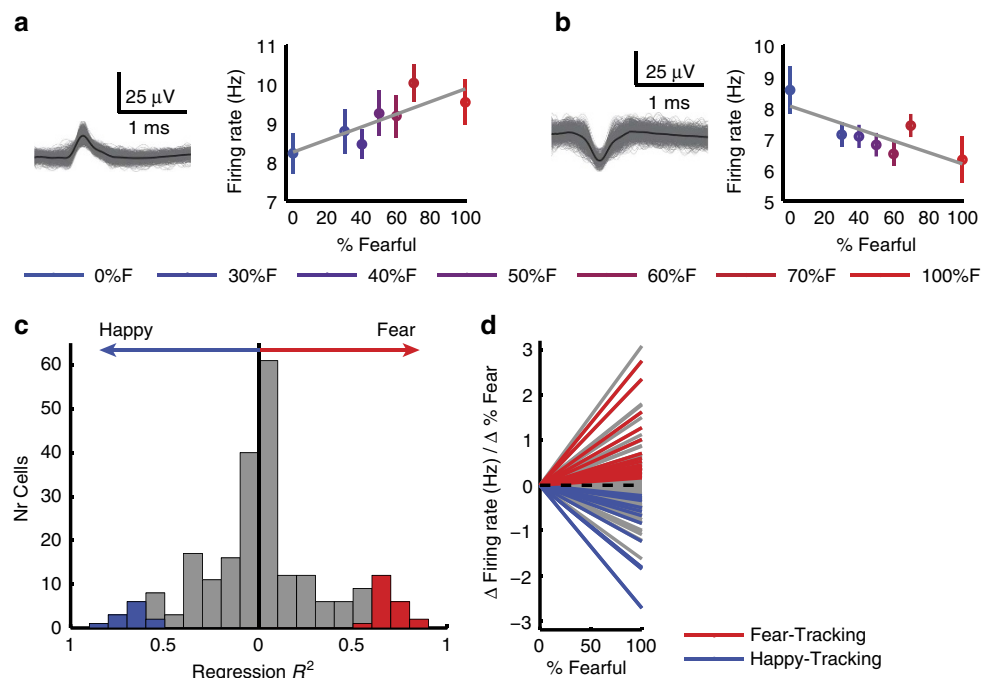 a
25 µV
1 ms
Firing rate (Hz)
11
10
9
8
7
0 20 40 60 80 100
% Fearful
b
25 µV
1 ms
Firing rate (Hz)
10
9
8
7
6
5
0 20 40 60 80 100
% Fearful
0%F 30%F 40%F 50%F 60%F 70%F 100%F
c
Happy Fear
Nr Cells
60
50
40
30
20
10
0
1 0.5 0 0.5 1
Regression R²
d
Δ Firing rate (Hz) / Δ % Fear
3
2
1
0
−1
−2
−3
0 50 100
% Fearful
Fear-Tracking
Happy-Tracking